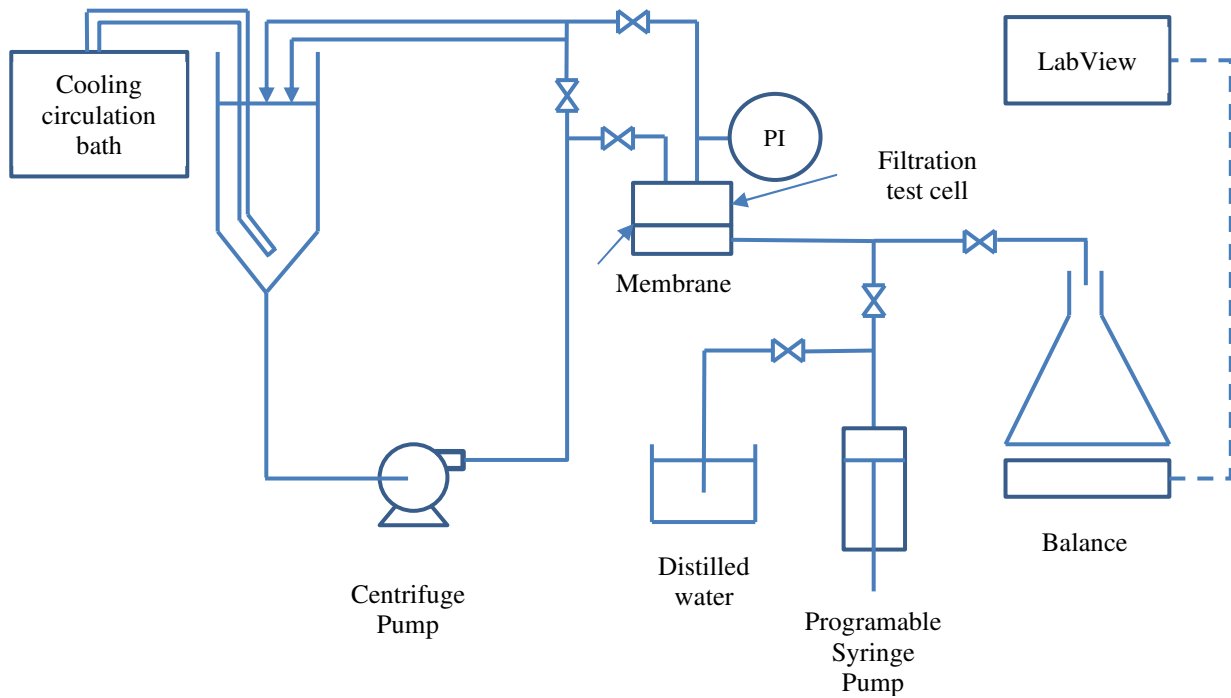 Cooling
circulation
bath
LabView
PI
Filtration
test cell
Membrane
Distilled
water
Balance
Centrifuge
Pump
Programable
Syringe
Pump